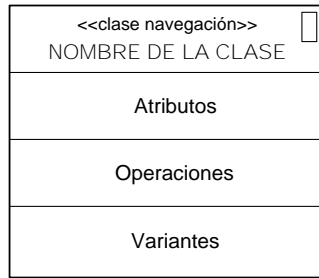 <<clase navegación>>
NOMBRE DE LA CLASE
Atributos
Operaciones
Variantes